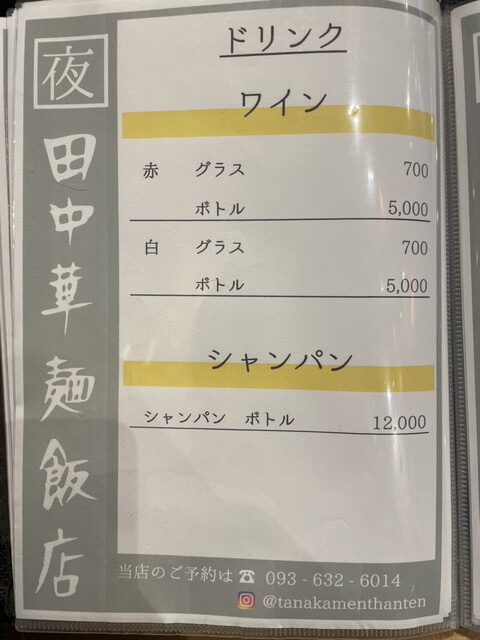 夜
田中華麺飯店
ドリンク
ワイン
赤 グラス 700
ボトル 5,000
白 グラス 700
ボトル 5,000
シャンパン
シャンパン ボトル 12,000
当店のご予約は ☎ 093-632-6014
@tanakamenthanten